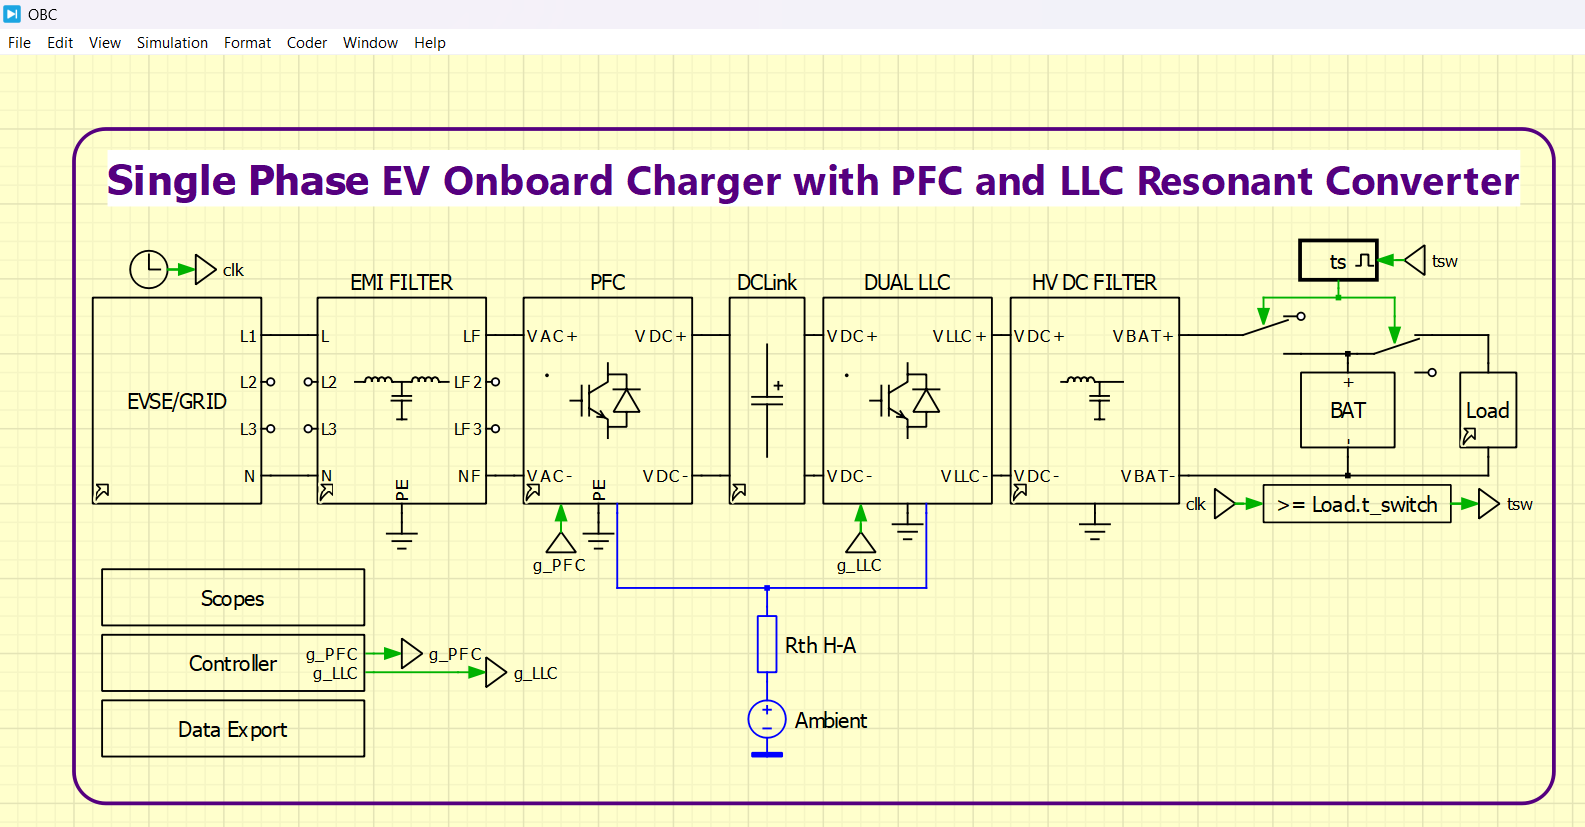 OBC
File Edit View Simulation Format Coder Window Help
Single Phase EV Onboard Charger with PFC and LLC Resonant Converter
clk
ts
tsw
EMI FILTER
PFC
DCLink
DUAL LLC
HV DC FILTER
L1
L2
L3
N
EVSE/GRID
L
L2
L3
N
LF
LF2
LF3
NF
PE
VAC+
VAC-
VDC+
VDC-
PE
VDC+
VDC-
VLLC+
VLLC-
VDC+
VDC-
VBAT+
VBAT-
+
BAT
-
Load
clk
>= Load.t_switch
tsw
g_PFC
g_LLC
Scopes
Controller
g_PFC
g_LLC
g_PFC
g_LLC
Data Export
Rth H-A
Ambient